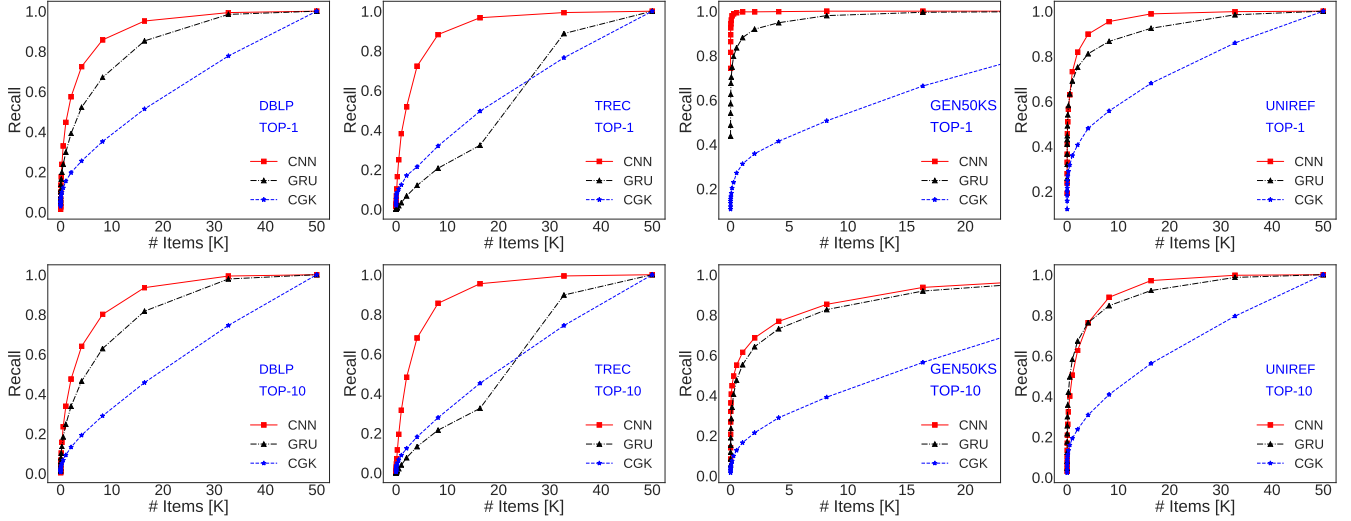 Recall
1.0
0.8
0.6
0.4
0.2
0.0
DBLP
TOP-1
CNN
GRU
CGK
0 10 20 30 40 50
# Items [K]
Recall
1.0
0.8
0.6
0.4
0.2
0.0
TREC
TOP-1
CNN
GRU
CGK
0 10 20 30 40 50
# Items [K]
Recall
1.0
0.8
0.6
0.4
0.2
GEN50KS
TOP-1
CNN
GRU
CGK
0 5 10 15 20
# Items [K]
Recall
1.0
0.8
0.6
0.4
0.2
UNIREF
TOP-1
CNN
GRU
CGK
0 10 20 30 40 50
# Items [K]
Recall
1.0
0.8
0.6
0.4
0.2
0.0
DBLP
TOP-10
CNN
GRU
CGK
0 10 20 30 40 50
# Items [K]
Recall
1.0
0.8
0.6
0.4
0.2
0.0
TREC
TOP-10
CNN
GRU
CGK
0 10 20 30 40 50
# Items [K]
Recall
1.0
0.8
0.6
0.4
0.2
0.0
GEN50KS
TOP-10
CNN
GRU
CGK
0 5 10 15 20
# Items [K]
Recall
1.0
0.8
0.6
0.4
0.2
0.0
UNIREF
TOP-10
CNN
GRU
CGK
0 10 20 30 40 50
# Items [K]